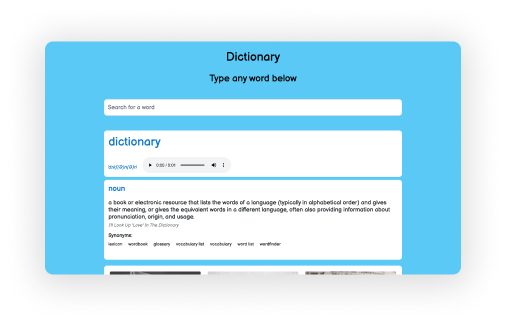 Dictionary
Type any word below
Search for a word
dictionary
0:00 / 0:01
noun
a book or electronic resource that lists the words of a language (typically in alphabetical order) and gives
their meaning, or gives the equivalent words in a different language, often also providing information about
pronunciation, origin, and usage.
I'll Look Up 'Love' In The Dictionary
Synonyms:
lexicon wordbook glossary vocabulary list vocabulary word list wordfinder